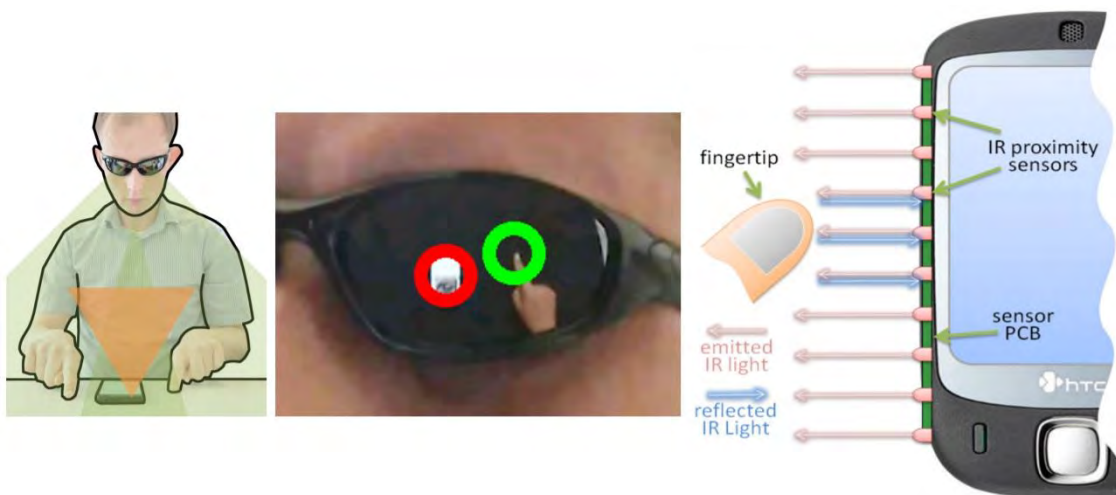 fingertip
IR proximity
sensors
sensor
PCB
emitted
IR light
reflected
IR Light
htc